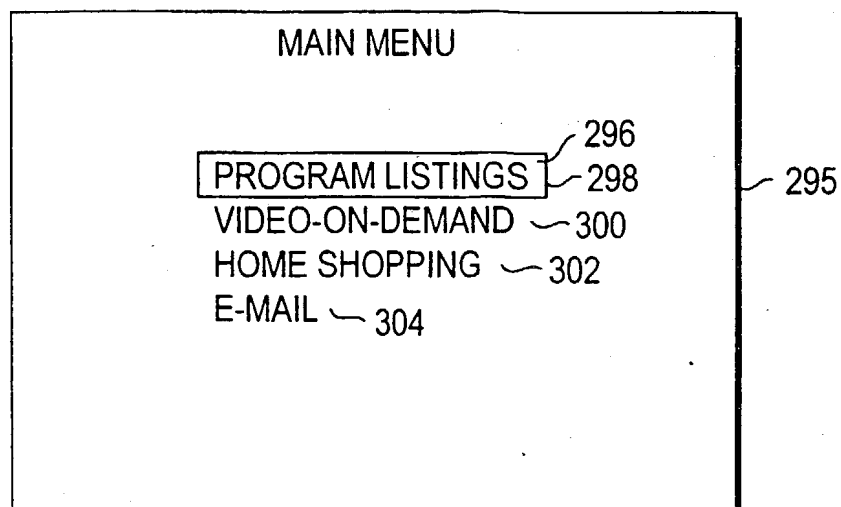 MAIN MENU
296
PROGRAM LISTINGS 298 295
VIDEO-ON-DEMAND 300
HOME SHOPPING 302
E-MAIL 304